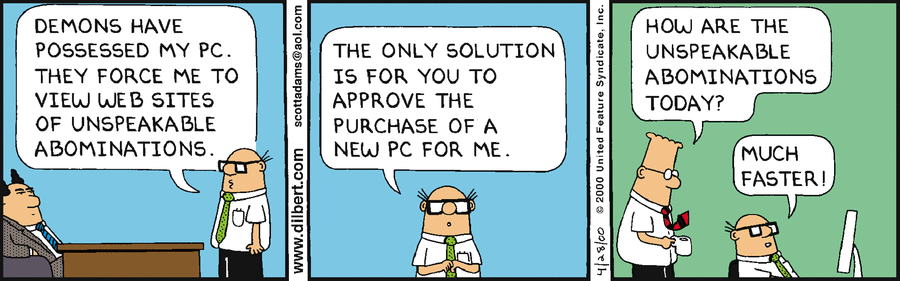 DEMONS HAVE
POSSESSED MY PC.
THEY FORCE ME TO
VIEW WEB SITES
OF UNSPEAKABLE
ABOMINATIONS.
www.dilbert.com scottadams@aol.com
THE ONLY SOLUTION
IS FOR YOU TO
APPROVE THE
PURCHASE OF A
NEW PC FOR ME.
4/28/00 © 2000 United Feature Syndicate, Inc.
HOW ARE THE
UNSPEAKABLE
ABOMINATIONS
TODAY?
MUCH
FASTER!